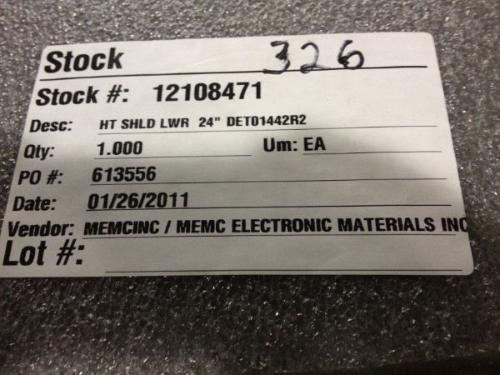 Stock 326
Stock #: 12108471
Desc: HT SHLD LWR 24" DET01442R2
Qty: 1.000 Um: EA
PO #: 613556
Date: 01/26/2011
Vendor: MEMCINC / MEMC ELECTRONIC MATERIALS INC
Lot #: